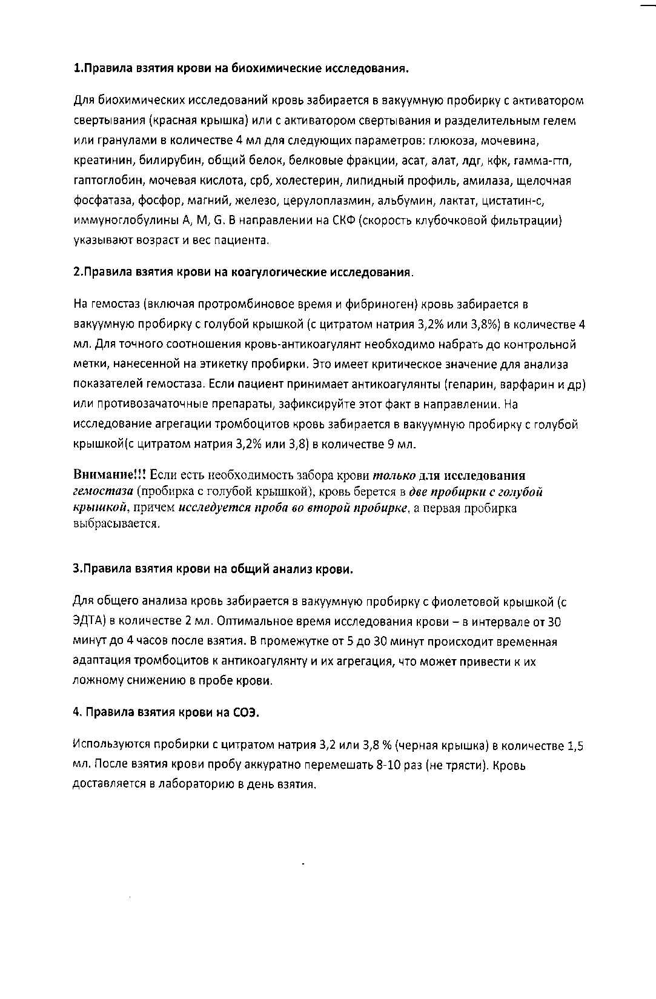 1.Правила взятия крови на биохимические исследования.
Для биохимических исследований кровь забирается в вакуумную пробирку с активатором
свертывания (красная крышка) или с активатором свертывания и разделительным гелем
или гранулами в количестве 4 мл для следующих параметров: глюкоза, мочевина,
креатинин, билирубин, общий белок, белковые фракции, асат, алат, лдг, кфк, гамма-гтп,
гаптоглобин, мочевая кислота, срб, холестерин, липидный профиль, амилаза, щелочная
фосфатаза, фосфор, магний, железо, церулоплазмин, альбумин, лактат, цистатин-с,
иммуноглобулины A, M, G. В направлении на СКФ (скорость клубочковой фильтрации)
указывают возраст и вес пациента.
2.Правила взятия крови на коагулогические исследования.
На гемостаз (включая протромбиновое время и фибриноген) кровь забирается в
вакуумную пробирку с голубой крышкой (с цитратом натрия 3,2% или 3,8%) в количестве 4
мл. Для точного соотношения кровь-антикоагулянт необходимо набрать до контрольной
метки, нанесенной на этикетку пробирки. Это имеет критическое значение для анализа
показателей гемостаза. Если пациент принимает антикоагулянты (гепарин, варфарин и др)
или противозачаточные препараты, зафиксируйте этот факт в направлении. На
исследование агрегации тромбоцитов кровь забирается в вакуумную пробирку с голубой
крышкой(с цитратом натрия 3,2% или 3,8) в количестве 9 мл.
Внимание!!! Если есть необходимость забора крови только для исследования
гемостаза (пробирка с голубой крышкой), кровь берется в две пробирки с голубой
крышкой, причем исследуется проба во второй пробирке, а первая пробирка
выбрасывается.
3.Правила взятия крови на общий анализ крови.
Для общего анализа кровь забирается в вакуумную пробирку с фиолетовой крышкой (с
ЭДТА) в количестве 2 мл. Оптимальное время исследования крови – в интервале от 30
минут до 4 часов после взятия. В промежутке от 5 до 30 минут происходит временная
адаптация тромбоцитов к антикоагулянту и их агрегация, что может привести к их
ложному снижению в пробе крови.
4. Правила взятия крови на СОЭ.
Используются пробирки с цитратом натрия 3,2 или 3,8 % (черная крышка) в количестве 1,5
мл. После взятия крови пробу аккуратно перемешать 8-10 раз (не трясти). Кровь
доставляется в лабораторию в день взятия.